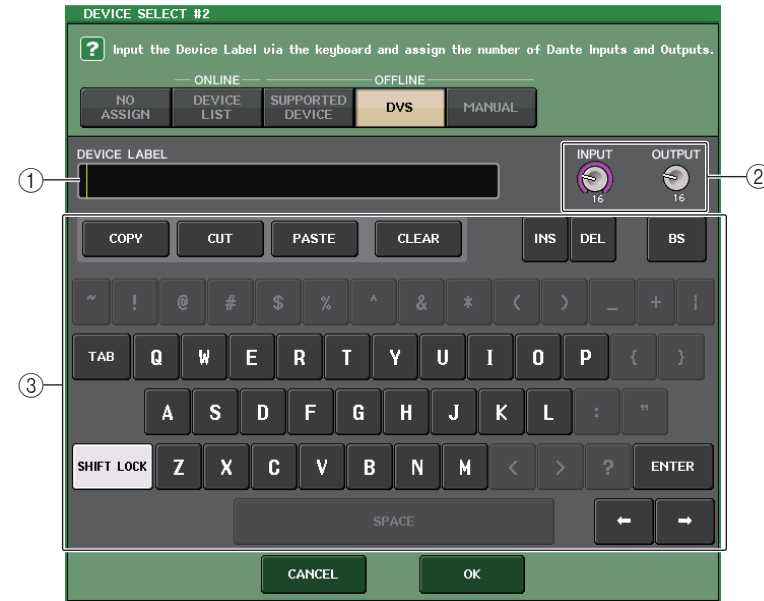 DEVICE SELECT #2
? Input the Device Label via the keyboard and assign the number of Dante Inputs and Outputs.
ONLINE OFFLINE
NO ASSIGN DEVICE LIST SUPPORTED DEVICE DVS MANUAL
DEVICE LABEL INPUT OUTPUT
① ②
16 16
COPY CUT PASTE CLEAR INS DEL BS
~ ! @ # $ % ^ & * ( ) _ + ¦
TAB Q W E R T Y U I O P { }
③
A S D F G H J K L : "
SHIFT LOCK Z X C V B N M < > ? ENTER
SPACE ← →
CANCEL OK